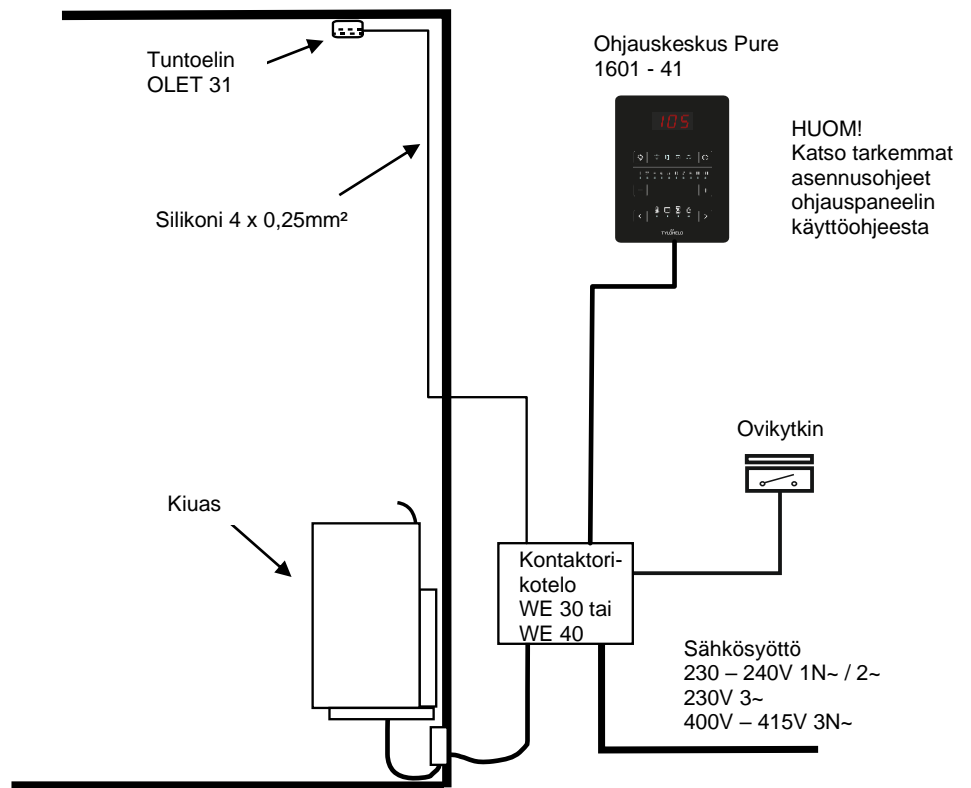 Tuntoelin
OLET 31
Ohjauskeskus Pure
1601 - 41
105
TYLÖHELO
HUOM!
Katso tarkemmat
asennusohjeet
ohjauspaneelin
käyttöohjeesta
Silikoni 4 x 0,25mm²
Ovikytkin
Kiuas
Kontaktori-
kotelo
WE 30 tai
WE 40
Sähkösyöttö
230 – 240V 1N~ / 2~
230V 3~
400V – 415V 3N~